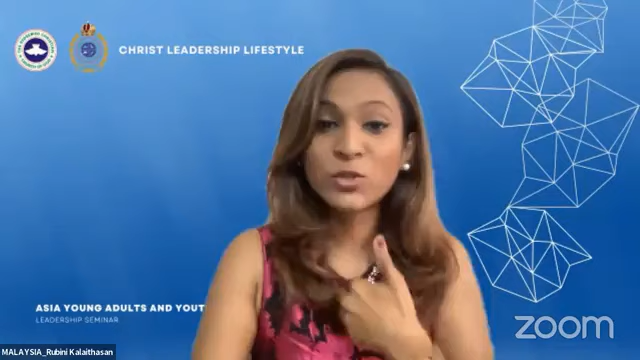 CHRIST LEADERSHIP LIFESTYLE
ASIA YOUNG ADULTS AND YOUT
LEADERSHIP SEMINAR
MALAYSIA_Rubini Kalaithasan
zoom